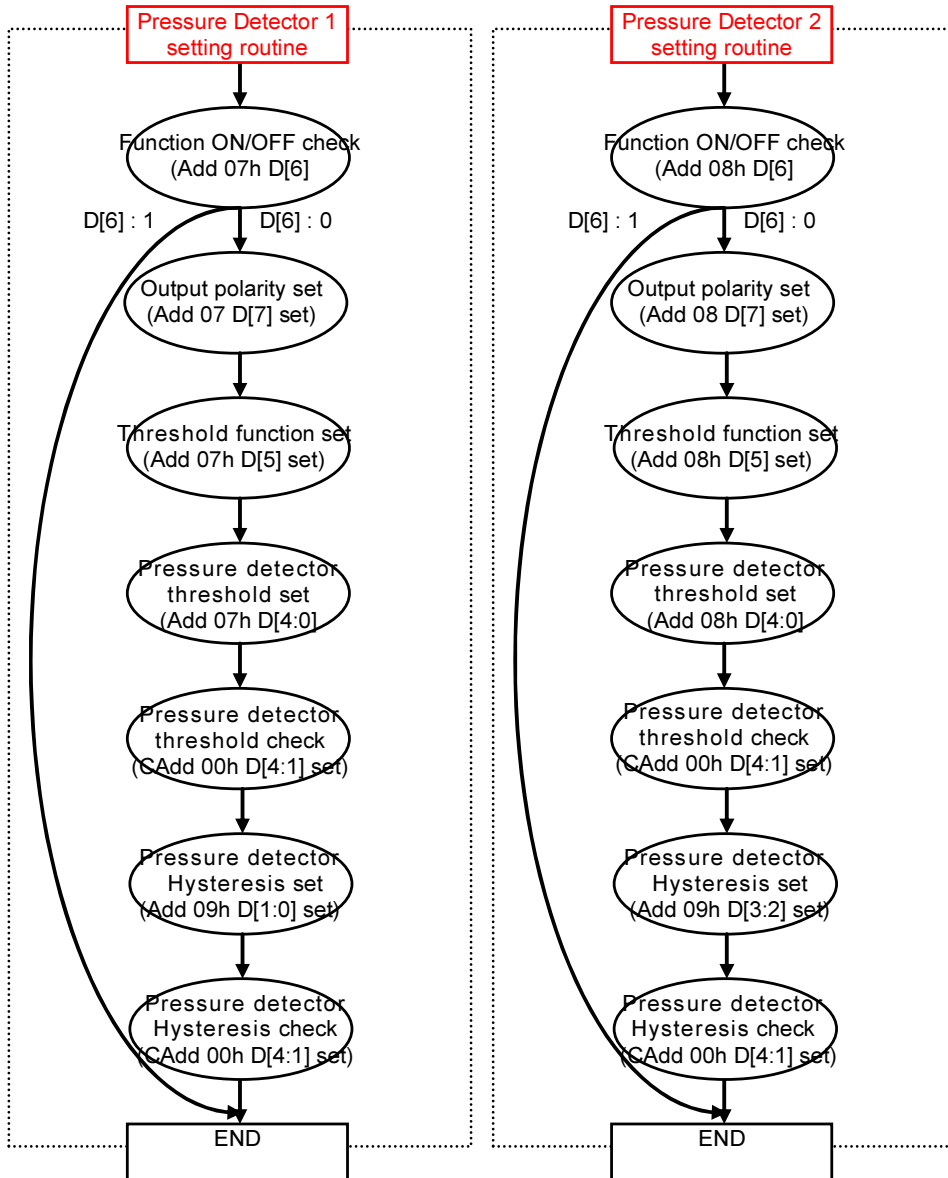 Pressure Detector 1
setting routine
Function ON/OFF check
(Add 07h D[6]
D[6] : 1
D[6] : 0
Output polarity set
(Add 07 D[7] set)
Threshold function set
(Add 07h D[5] set)
Pressure detector
threshold set
(Add 07h D[4:0]
Pressure detector
threshold check
(CAdd 00h D[4:1] set)
Pressure detector
Hysteresis set
(Add 09h D[1:0] set)
Pressure detector
Hysteresis check
(CAdd 00h D[4:1] set)
END
Pressure Detector 2
setting routine
Function ON/OFF check
(Add 08h D[6]
D[6] : 1
D[6] : 0
Output polarity set
(Add 08 D[7] set)
Threshold function set
(Add 08h D[5] set)
Pressure detector
threshold set
(Add 08h D[4:0]
Pressure detector
threshold check
(CAdd 00h D[4:1] set)
Pressure detector
Hysteresis set
(Add 09h D[3:2] set)
Pressure detector
Hysteresis check
(CAdd 00h D[4:1] set)
END